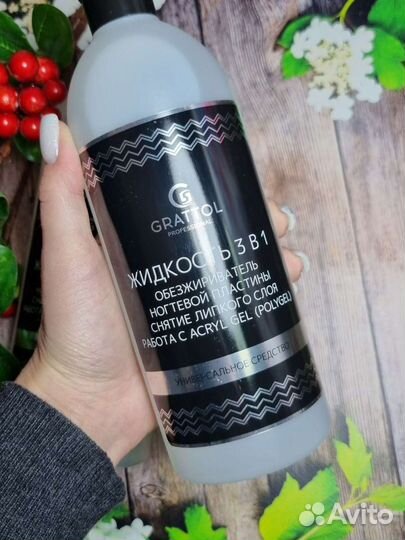 GRATTOL
PROFESSIONAL
ЖИДКОСТЬ 3 В 1
ОБЕЗЖИРИВАТЕЛЬ
НОГТЕВОЙ ПЛАСТИНЫ
СНЯТИЕ ЛИПКОГО СЛОЯ
РАБОТА С ACRYL GEL (POLYGEL)
УНИВЕРСАЛЬНОЕ СРЕДСТВО
Avito